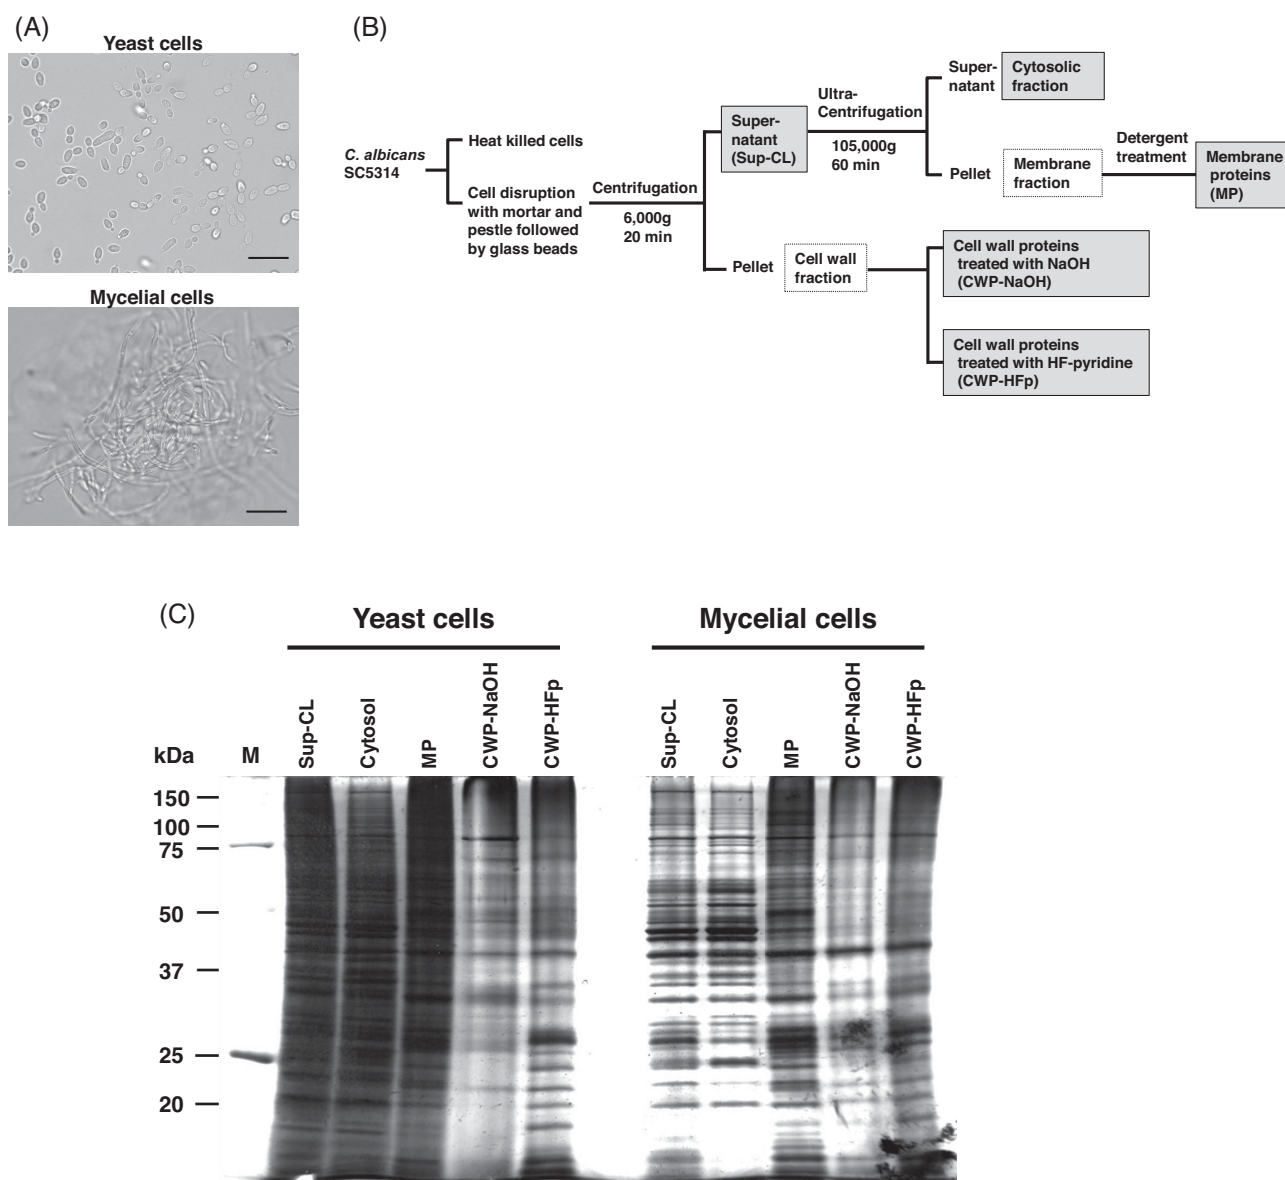 (A)
Yeast cells
Mycelial cells
(B)
C. albicans
SC5314
Heat killed cells
Cell disruption
with mortar and
pestle followed
by glass beads
Centrifugation
6,000g
20 min
Super-
natant
(Sup-CL)
Ultra-
Centrifugation
105,000g
60 min
Super-
natant
Cytosolic
fraction
Pellet
Membrane
fraction
Detergent
treatment
Membrane
proteins
(MP)
Pellet
Cell wall
fraction
Cell wall proteins
treated with NaOH
(CWP-NaOH)
Cell wall proteins
treated with HF-pyridine
(CWP-HFp)
(C)
Yeast cells
Mycelial cells
kDa
M
Sup-CL
Cytosol
MP
CWP-NaOH
CWP-HFp
Sup-CL
Cytosol
MP
CWP-NaOH
CWP-HFp
150
100
75
50
37
25
20